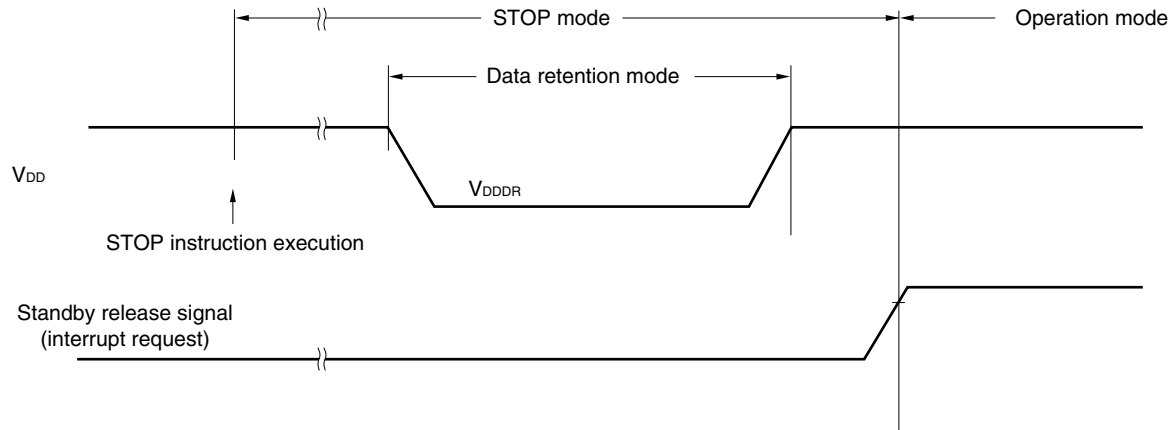 STOP mode
Operation mode
Data retention mode
VDD
VDDDR
STOP instruction execution
Standby release signal
(interrupt request)